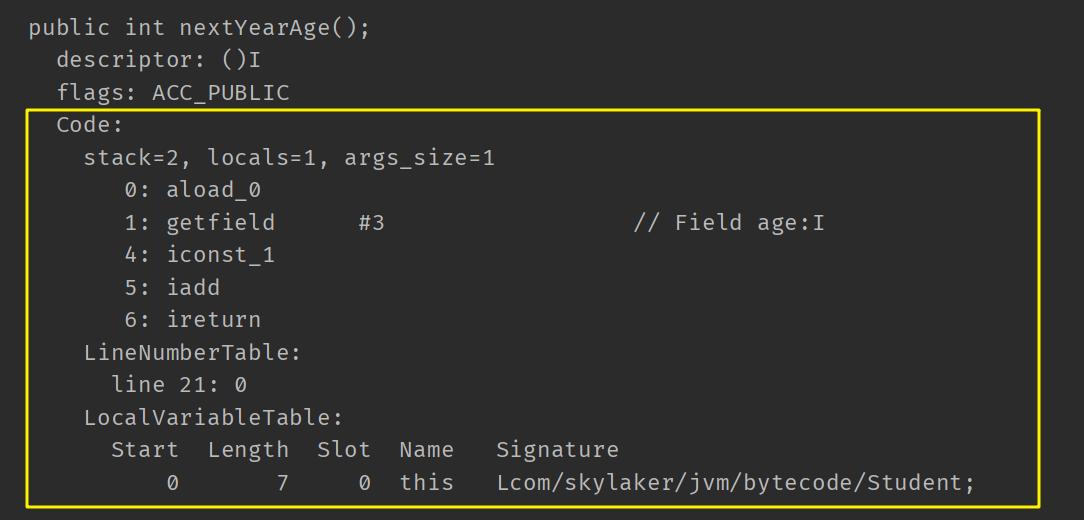 public int nextYearAge();
descriptor: ()I
flags: ACC_PUBLIC
Code:
stack=2, locals=1, args_size=1
0: aload_0
1: getfield #3 // Field age:I
4: iconst_1
5: iadd
6: ireturn
LineNumberTable:
line 21: 0
LocalVariableTable:
Start Length Slot Name Signature
0 7 0 this Lcom/skylaker/jvm/bytecode/Student;